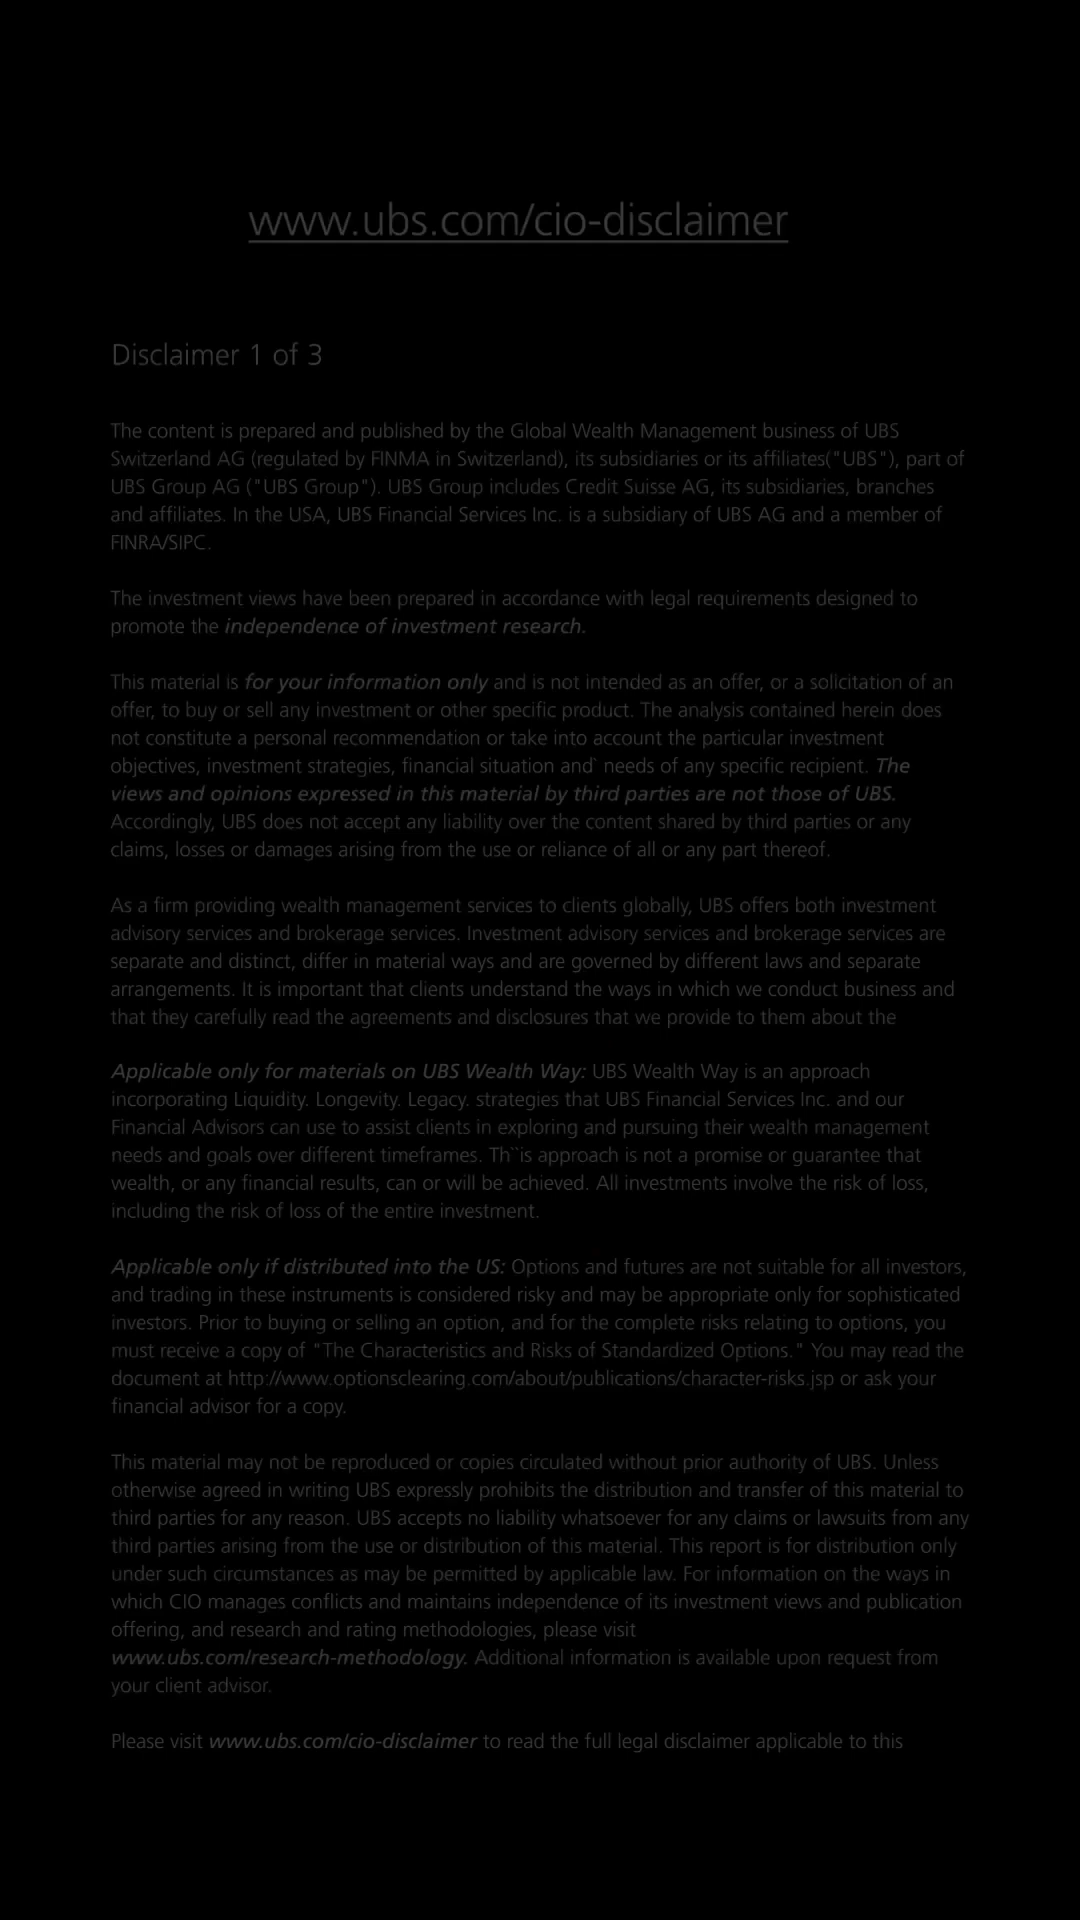 www.ubs.com/cio-disclaimer
Disclaimer 1 of 3
The content is prepared and published by the Global Wealth Management business of UBS
Switzerland AG (regulated by FINMA in Switzerland), its subsidiaries or its affiliates("UBS"), part of
UBS Group AG ("UBS Group"). UBS Group includes Credit Suisse AG, its subsidiaries, branches
and affiliates. In the USA, UBS Financial Services Inc. is a subsidiary of UBS AG and a member of
FINRA/SIPC.
The investment views have been prepared in accordance with legal requirements designed to
promote the independence of investment research.
This material is for your information only and is not intended as an offer, or a solicitation of an
offer, to buy or sell any investment or other specific product. The analysis contained herein does
not constitute a personal recommendation or take into account the particular investment
objectives, investment strategies, financial situation and` needs of any specific recipient. The
views and opinions expressed in this material by third parties are not those of UBS.
Accordingly, UBS does not accept any liability over the content shared by third parties or any
claims, losses or damages arising from the use or reliance of all or any part thereof.
As a firm providing wealth management services to clients globally, UBS offers both investment
advisory services and brokerage services. Investment advisory services and brokerage services are
separate and distinct, differ in material ways and are governed by different laws and separate
arrangements. It is important that clients understand the ways in which we conduct business and
that they carefully read the agreements and disclosures that we provide to them about the
Applicable only for materials on UBS Wealth Way: UBS Wealth Way is an approach
incorporating Liquidity. Longevity. Legacy. strategies that UBS Financial Services Inc. and our
Financial Advisors can use to assist clients in exploring and pursuing their wealth management
needs and goals over different timeframes. Th``is approach is not a promise or guarantee that
wealth, or any financial results, can or will be achieved. All investments involve the risk of loss,
including the risk of loss of the entire investment.
Applicable only if distributed into the US: Options and futures are not suitable for all investors,
and trading in these instruments is considered risky and may be appropriate only for sophisticated
investors. Prior to buying or selling an option, and for the complete risks relating to options, you
must receive a copy of "The Characteristics and Risks of Standardized Options." You may read the
document at http://www.optionsclearing.com/about/publications/character-risks.jsp or ask your
financial advisor for a copy.
This material may not be reproduced or copies circulated without prior authority of UBS. Unless
otherwise agreed in writing UBS expressly prohibits the distribution and transfer of this material to
third parties for any reason. UBS accepts no liability whatsoever for any claims or lawsuits from any
third parties arising from the use or distribution of this material. This report is for distribution only
under such circumstances as may be permitted by applicable law. For information on the ways in
which CIO manages conflicts and maintains independence of its investment views and publication
offering, and research and rating methodologies, please visit
www.ubs.com/research-methodology. Additional information is available upon request from
your client advisor.
Please visit www.ubs.com/cio-disclaimer to read the full legal disclaimer applicable to this